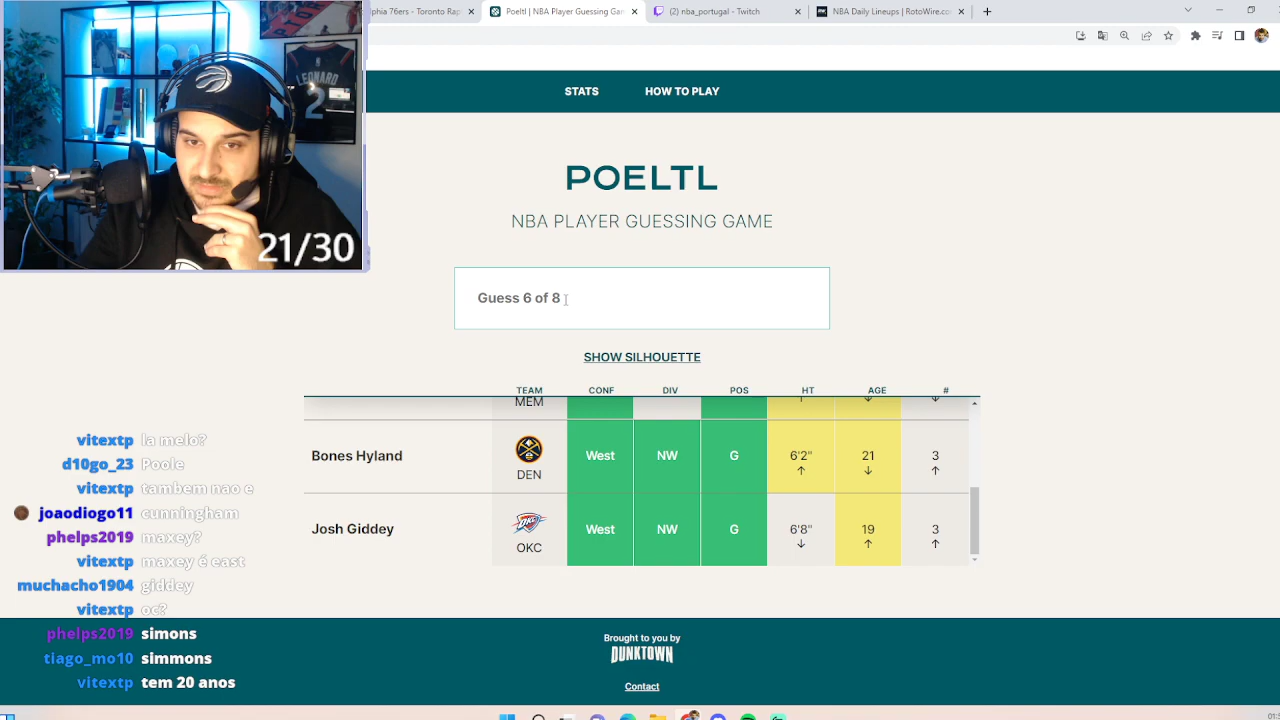 lphia 76ers - Toronto Rap
Poeltl | NBA Player Guessing Gam
(2) nba_portugal - Twitch
NBA Daily Lineups | RotoWire.co
LEONARD
2
21/30
STATS
HOW TO PLAY
POELTL
NBA PLAYER GUESSING GAME
Guess 6 of 8
SHOW SILHOUETTE
TEAM CONF DIV POS HT AGE #
MEM
↑ ↓ ↓
Bones Hyland DEN West NW G 6'2" ↑ 21 ↓ 3 ↑
Josh Giddey OKC West NW G 6'8" ↓ 19 ↑ 3 ↑
vitextp la melo?
d10go_23 Poole
vitextp tambem nao e
joaodiogo11 cunningham
phelps2019 maxey?
vitextp maxey é east
muchacho1904 giddey
vitextp oc?
phelps2019 simons
tiago_mo10 simmons
vitextp tem 20 anos
Brought to you by
DUNKTOWN
Contact